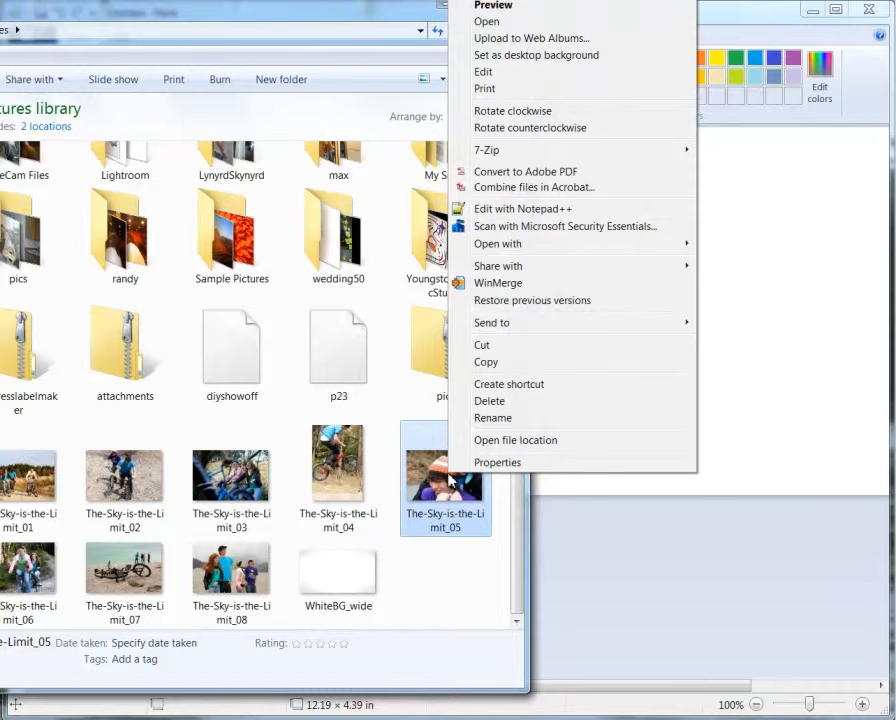 es
Share with
Slide show
Print
Burn
New folder
tures library
des: 2 locations
Arrange by:
eCam Files
Lightroom
LynyrdSkynyrd
max
My S
pics
randy
Sample Pictures
wedding50
Youngsto
cStu
resslabelmak
er
attachments
diyshowoff
p23
pic
-Sky-is-the-Li
mit_01
The-Sky-is-the-Li
mit_02
The-Sky-is-the-Li
mit_03
The-Sky-is-the-Li
mit_04
The-Sky-is-the-Li
mit_05
-Sky-is-the-Li
mit_06
The-Sky-is-the-Li
mit_07
The-Sky-is-the-Li
mit_08
WhiteBG_wide
e-Limit_05
Date taken: Specify date taken
Rating:
Tags: Add a tag
Preview
Open
Upload to Web Albums...
Set as desktop background
Edit
Print
Rotate clockwise
Rotate counterclockwise
7-Zip
Convert to Adobe PDF
Combine files in Acrobat...
Edit with Notepad++
Scan with Microsoft Security Essentials...
Open with
Share with
WinMerge
Restore previous versions
Send to
Cut
Copy
Create shortcut
Delete
Rename
Open file location
Properties
Edit
colors
12.19 × 4.39 in
100%